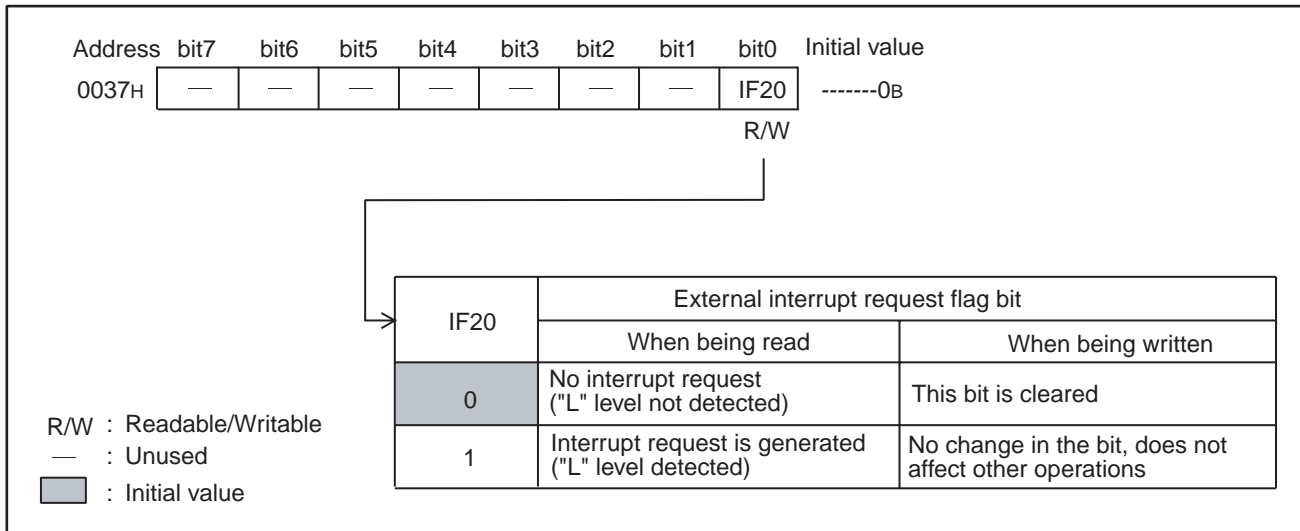 Address bit7 bit6 bit5 bit4 bit3 bit2 bit1 bit0 Initial value
0037H — — — — — — — IF20 -------0B
R/W
IF20 External interrupt request flag bit
When being read When being written
0 No interrupt request ("L" level not detected) This bit is cleared
1 Interrupt request is generated ("L" level detected) No change in the bit, does not affect other operations
R/W : Readable/Writable
— : Unused
: Initial value